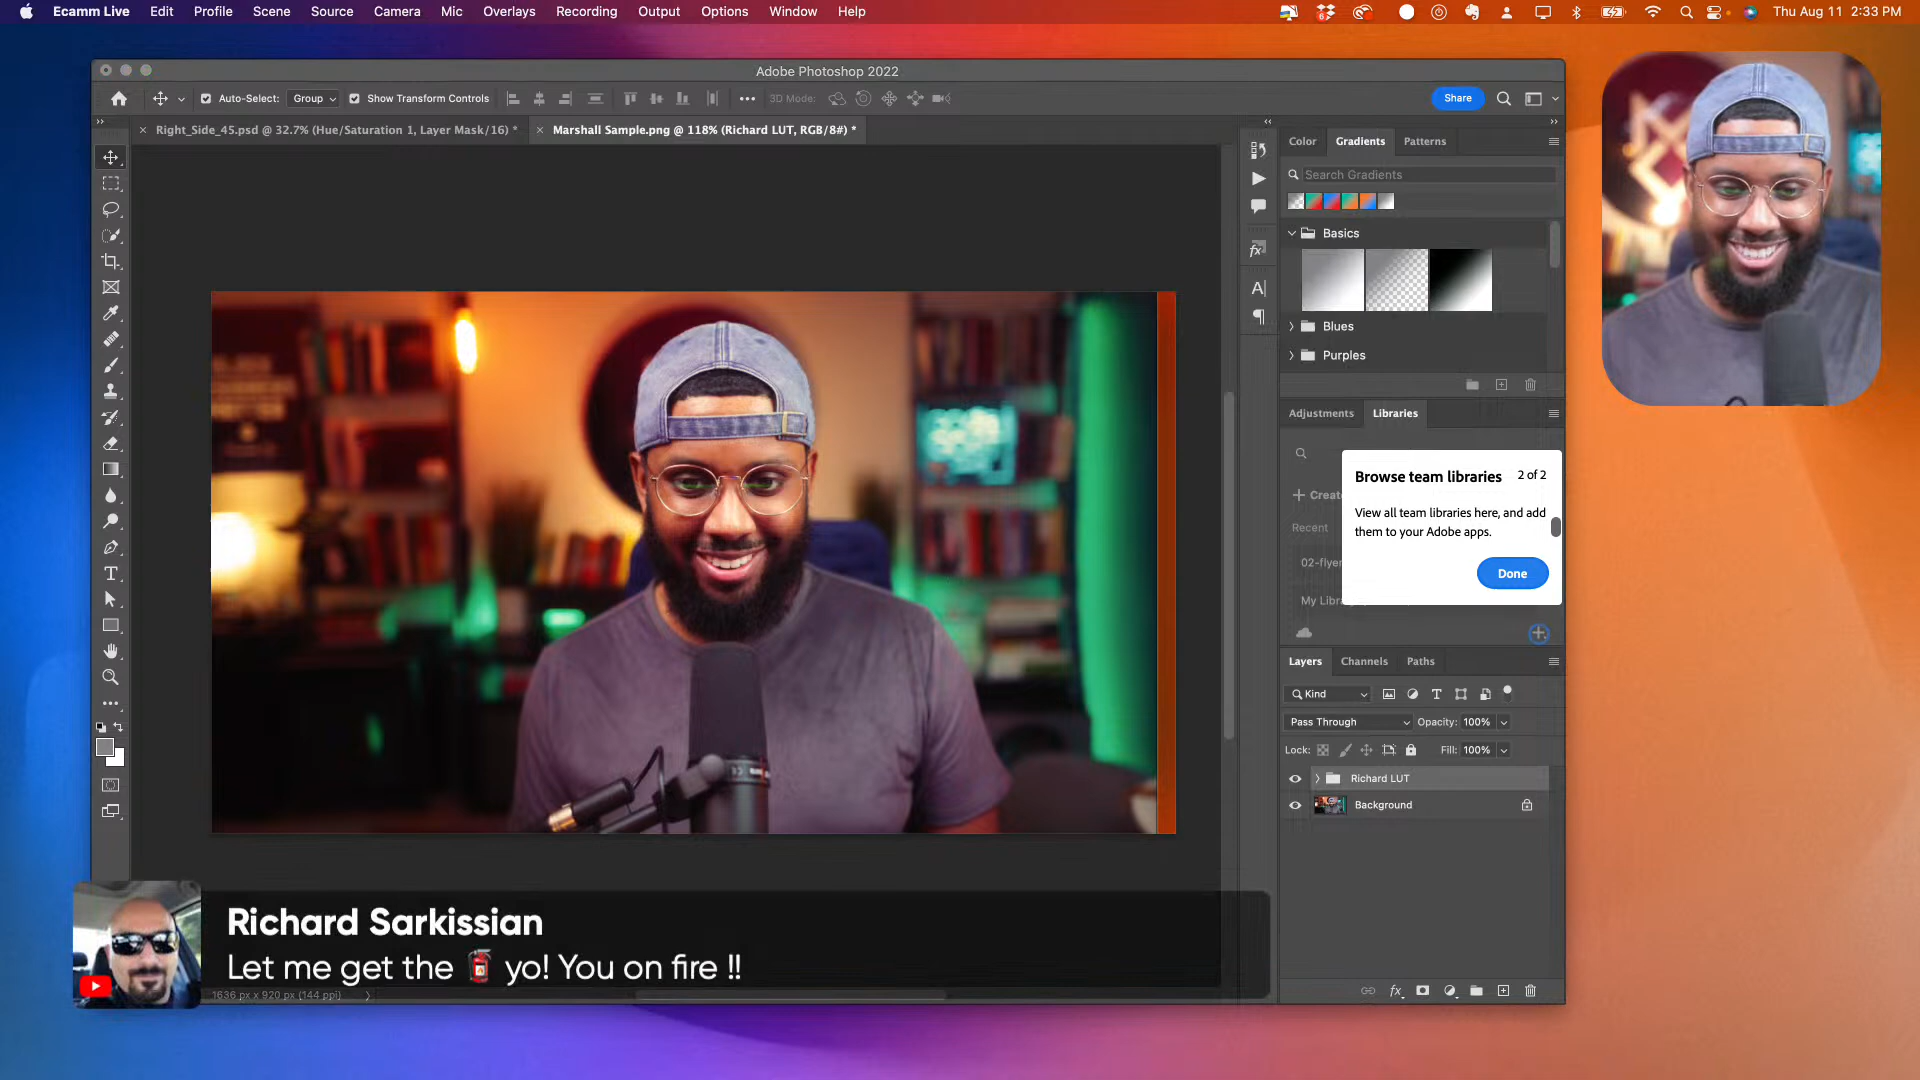 Ecamm Live Edit Profile Scene Source Camera Mic Overlays Recording Output Options Window Help
Thu Aug 11 2:33 PM
Adobe Photoshop 2022
Auto-Select: Group Show Transform Controls 3D Mode: Share
Right_Side_45.psd @ 32.7% (Hue/Saturation 1, Layer Mask/16) *
Marshall Sample.png @ 118% (Richard LUT, RGB/8#) *
Color Gradients Patterns
Search Gradients
Basics
Blues
Purples
Adjustments Libraries
Browse team libraries 2 of 2
View all team libraries here, and add
them to your Adobe apps.
Done
Recent
Layers Channels Paths
Kind
Pass Through Opacity: 100%
Lock: Fill: 100%
Richard LUT
Background
Richard Sarkissian
Let me get the 🧯 yo! You on fire !!
1636 px x 920 px (144 ppi)